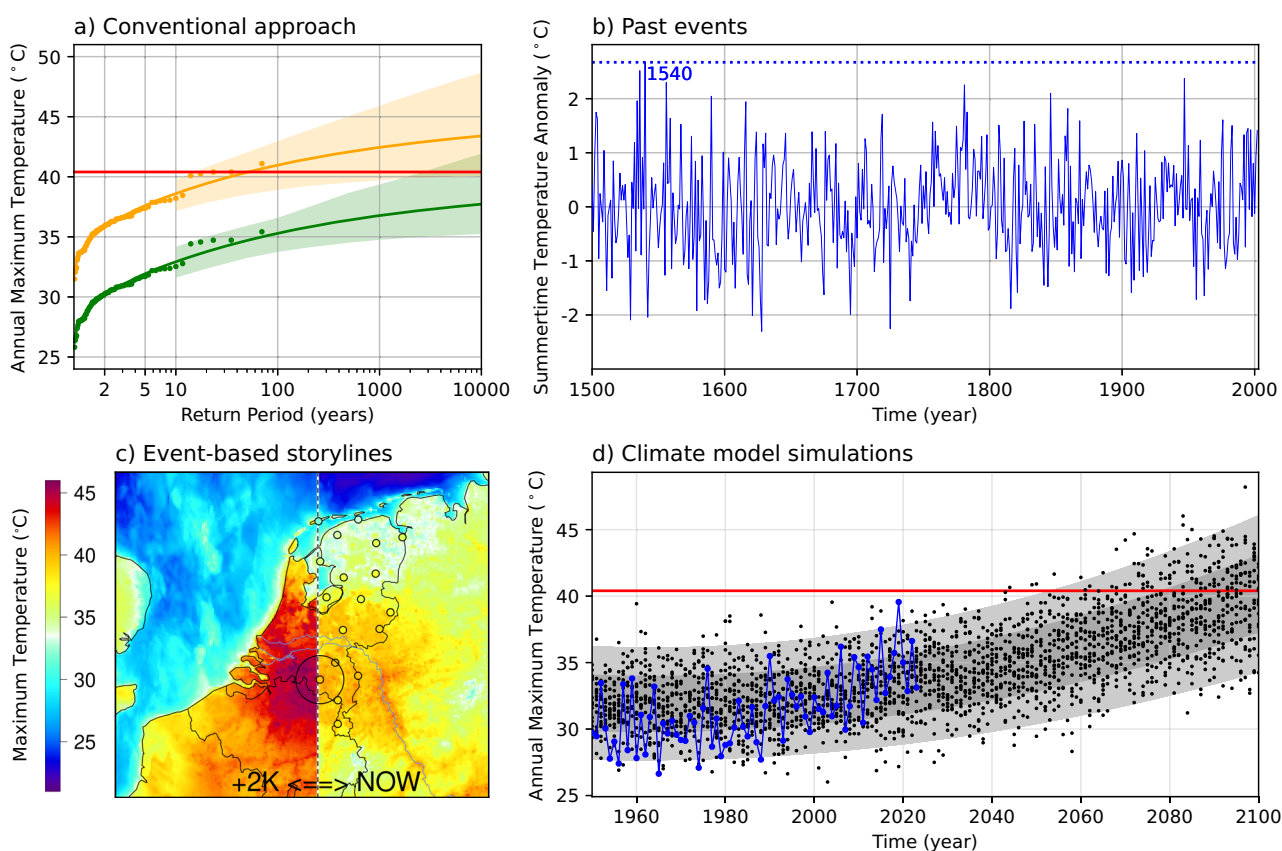 a) Conventional approach
Annual Maximum Temperature (°C)
50
45
40
35
30
25
2 5 10 100 1000 10000
Return Period (years)
b) Past events
Summertime Temperature Anomaly (°C)
2
1
0
-1
-2
1540
1500 1600 1700 1800 1900 2000
Time (year)
c) Event-based storylines
Maximum Temperature (°C)
45
40
35
30
25
+2K <==> NOW
d) Climate model simulations
Annual Maximum Temperature (°C)
45
40
35
30
25
1960 1980 2000 2020 2040 2060 2080 2100
Time (year)